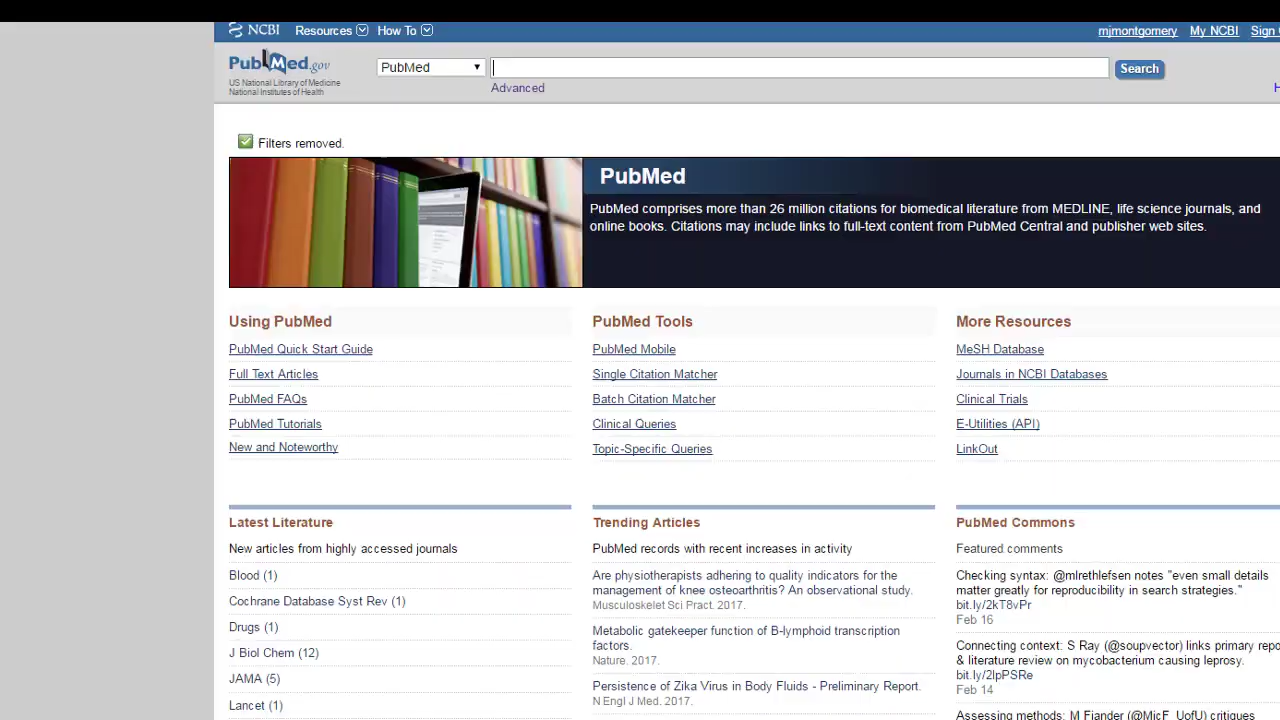 NCBI Resources How To mjmontgomery My NCBI Sign
PubMed.gov
US National Library of Medicine
National Institutes of Health
PubMed
Search
Advanced
H
Filters removed.
PubMed
PubMed comprises more than 26 million citations for biomedical literature from MEDLINE, life science journals, and
online books. Citations may include links to full-text content from PubMed Central and publisher web sites.
Using PubMed
PubMed Quick Start Guide
Full Text Articles
PubMed FAQs
PubMed Tutorials
New and Noteworthy
PubMed Tools
PubMed Mobile
Single Citation Matcher
Batch Citation Matcher
Clinical Queries
Topic-Specific Queries
More Resources
MeSH Database
Journals in NCBI Databases
Clinical Trials
E-Utilities (API)
LinkOut
Latest Literature
New articles from highly accessed journals
Blood (1)
Cochrane Database Syst Rev (1)
Drugs (1)
J Biol Chem (12)
JAMA (5)
Lancet (1)
Trending Articles
PubMed records with recent increases in activity
Are physiotherapists adhering to quality indicators for the
management of knee osteoarthritis? An observational study.
Musculoskelet Sci Pract. 2017.
Metabolic gatekeeper function of B-lymphoid transcription
factors.
Nature. 2017.
Persistence of Zika Virus in Body Fluids - Preliminary Report.
N Engl J Med. 2017.
PubMed Commons
Featured comments
Checking syntax: @mlrethlefsen notes "even small details
matter greatly for reproducibility in search strategies."
bit.ly/2kT8vPr
Feb 16
Connecting context: S Ray (@soupvector) links primary repo
& literature review on mycobacterium causing leprosy.
bit.ly/2lpPSRe
Feb 14
Assessing methods: M Fiander (@MicF_UofU) critiques